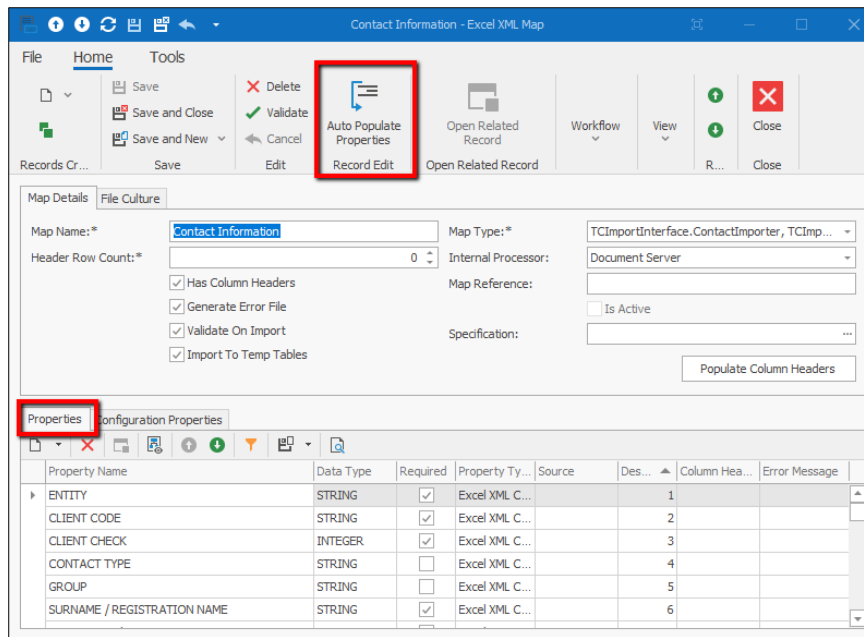 Contact Information - Excel XML Map
File Home Tools
Save
Save and Close
Save and New
Delete
Validate
Cancel
Auto Populate
Properties
Open Related
Record
Workflow
View
Close
Records Cr... Save Edit Record Edit Open Related Record R... Close
Map Details File Culture
Map Name:* Contact Information Map Type:* TCImportInterface.ContactImporter, TCImp...
Header Row Count:* 0 Internal Processor: Document Server
Has Column Headers Map Reference:
Generate Error File Is Active
Validate On Import Specification: ...
Import To Temp Tables
Populate Column Headers
Properties Configuration Properties
Property Name Data Type Required Property Ty... Source Des... Column Hea... Error Message
ENTITY STRING Excel XML C... 1
CLIENT CODE STRING Excel XML C... 2
CLIENT CHECK INTEGER Excel XML C... 3
CONTACT TYPE STRING Excel XML C... 4
GROUP STRING Excel XML C... 5
SURNAME / REGISTRATION NAME STRING Excel XML C... 6